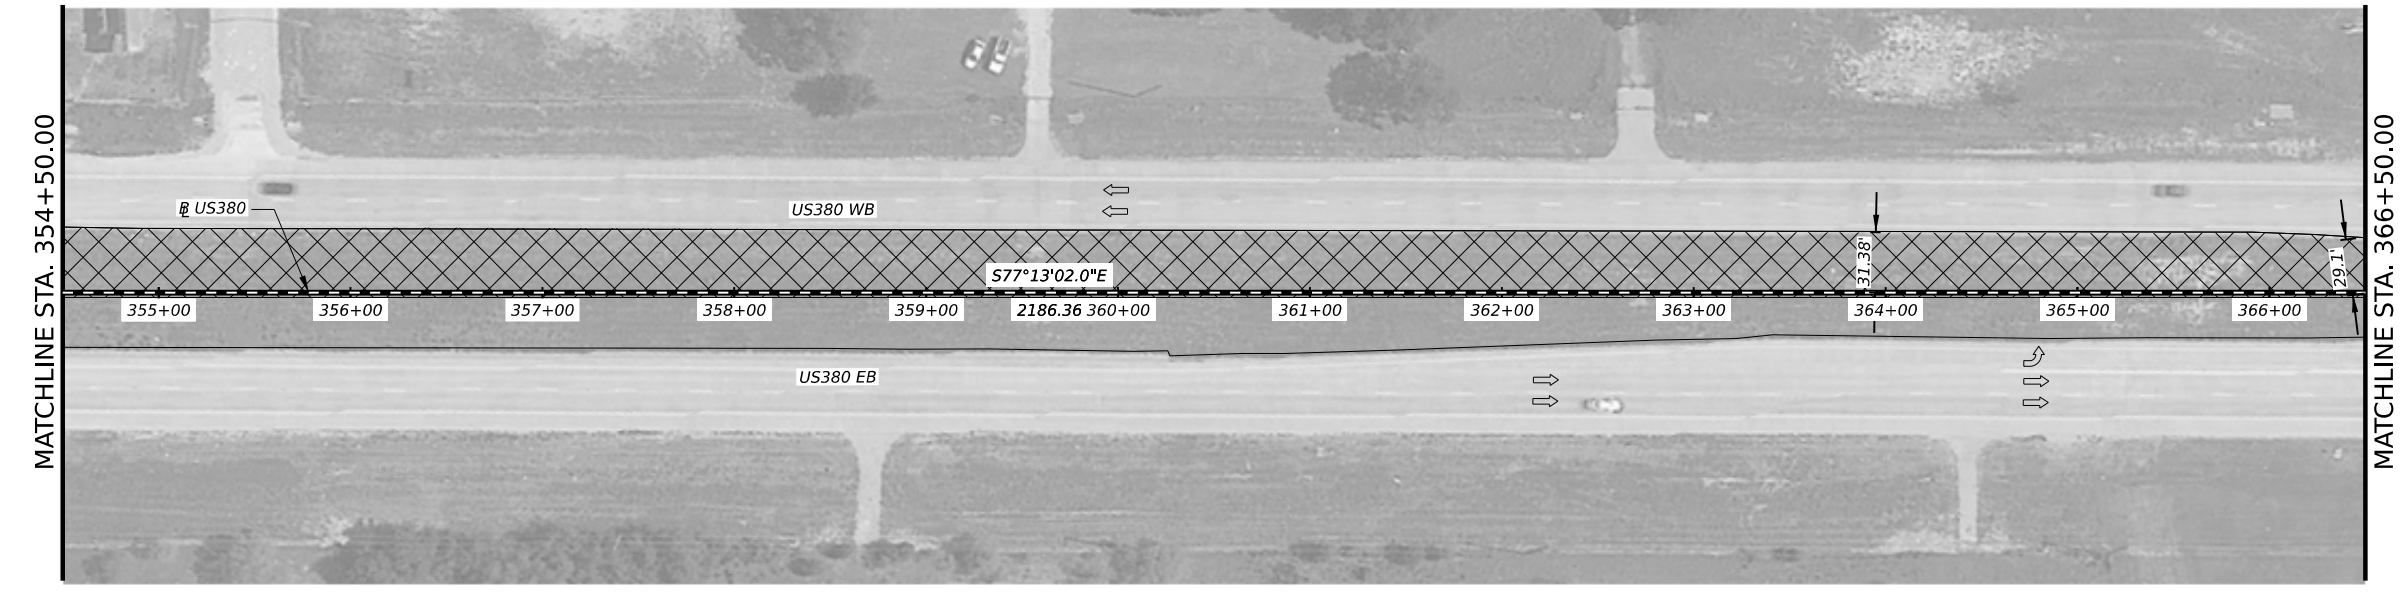 MATCHLINE STA. 354+50.00
MATCHLINE STA. 366+50.00
BL US380
US380 WB
S77°13'02.0"E
31.38'
29.1'
355+00 356+00 357+00 358+00 359+00 2186.36 360+00 361+00 362+00 363+00 364+00 365+00 366+00
US380 EB